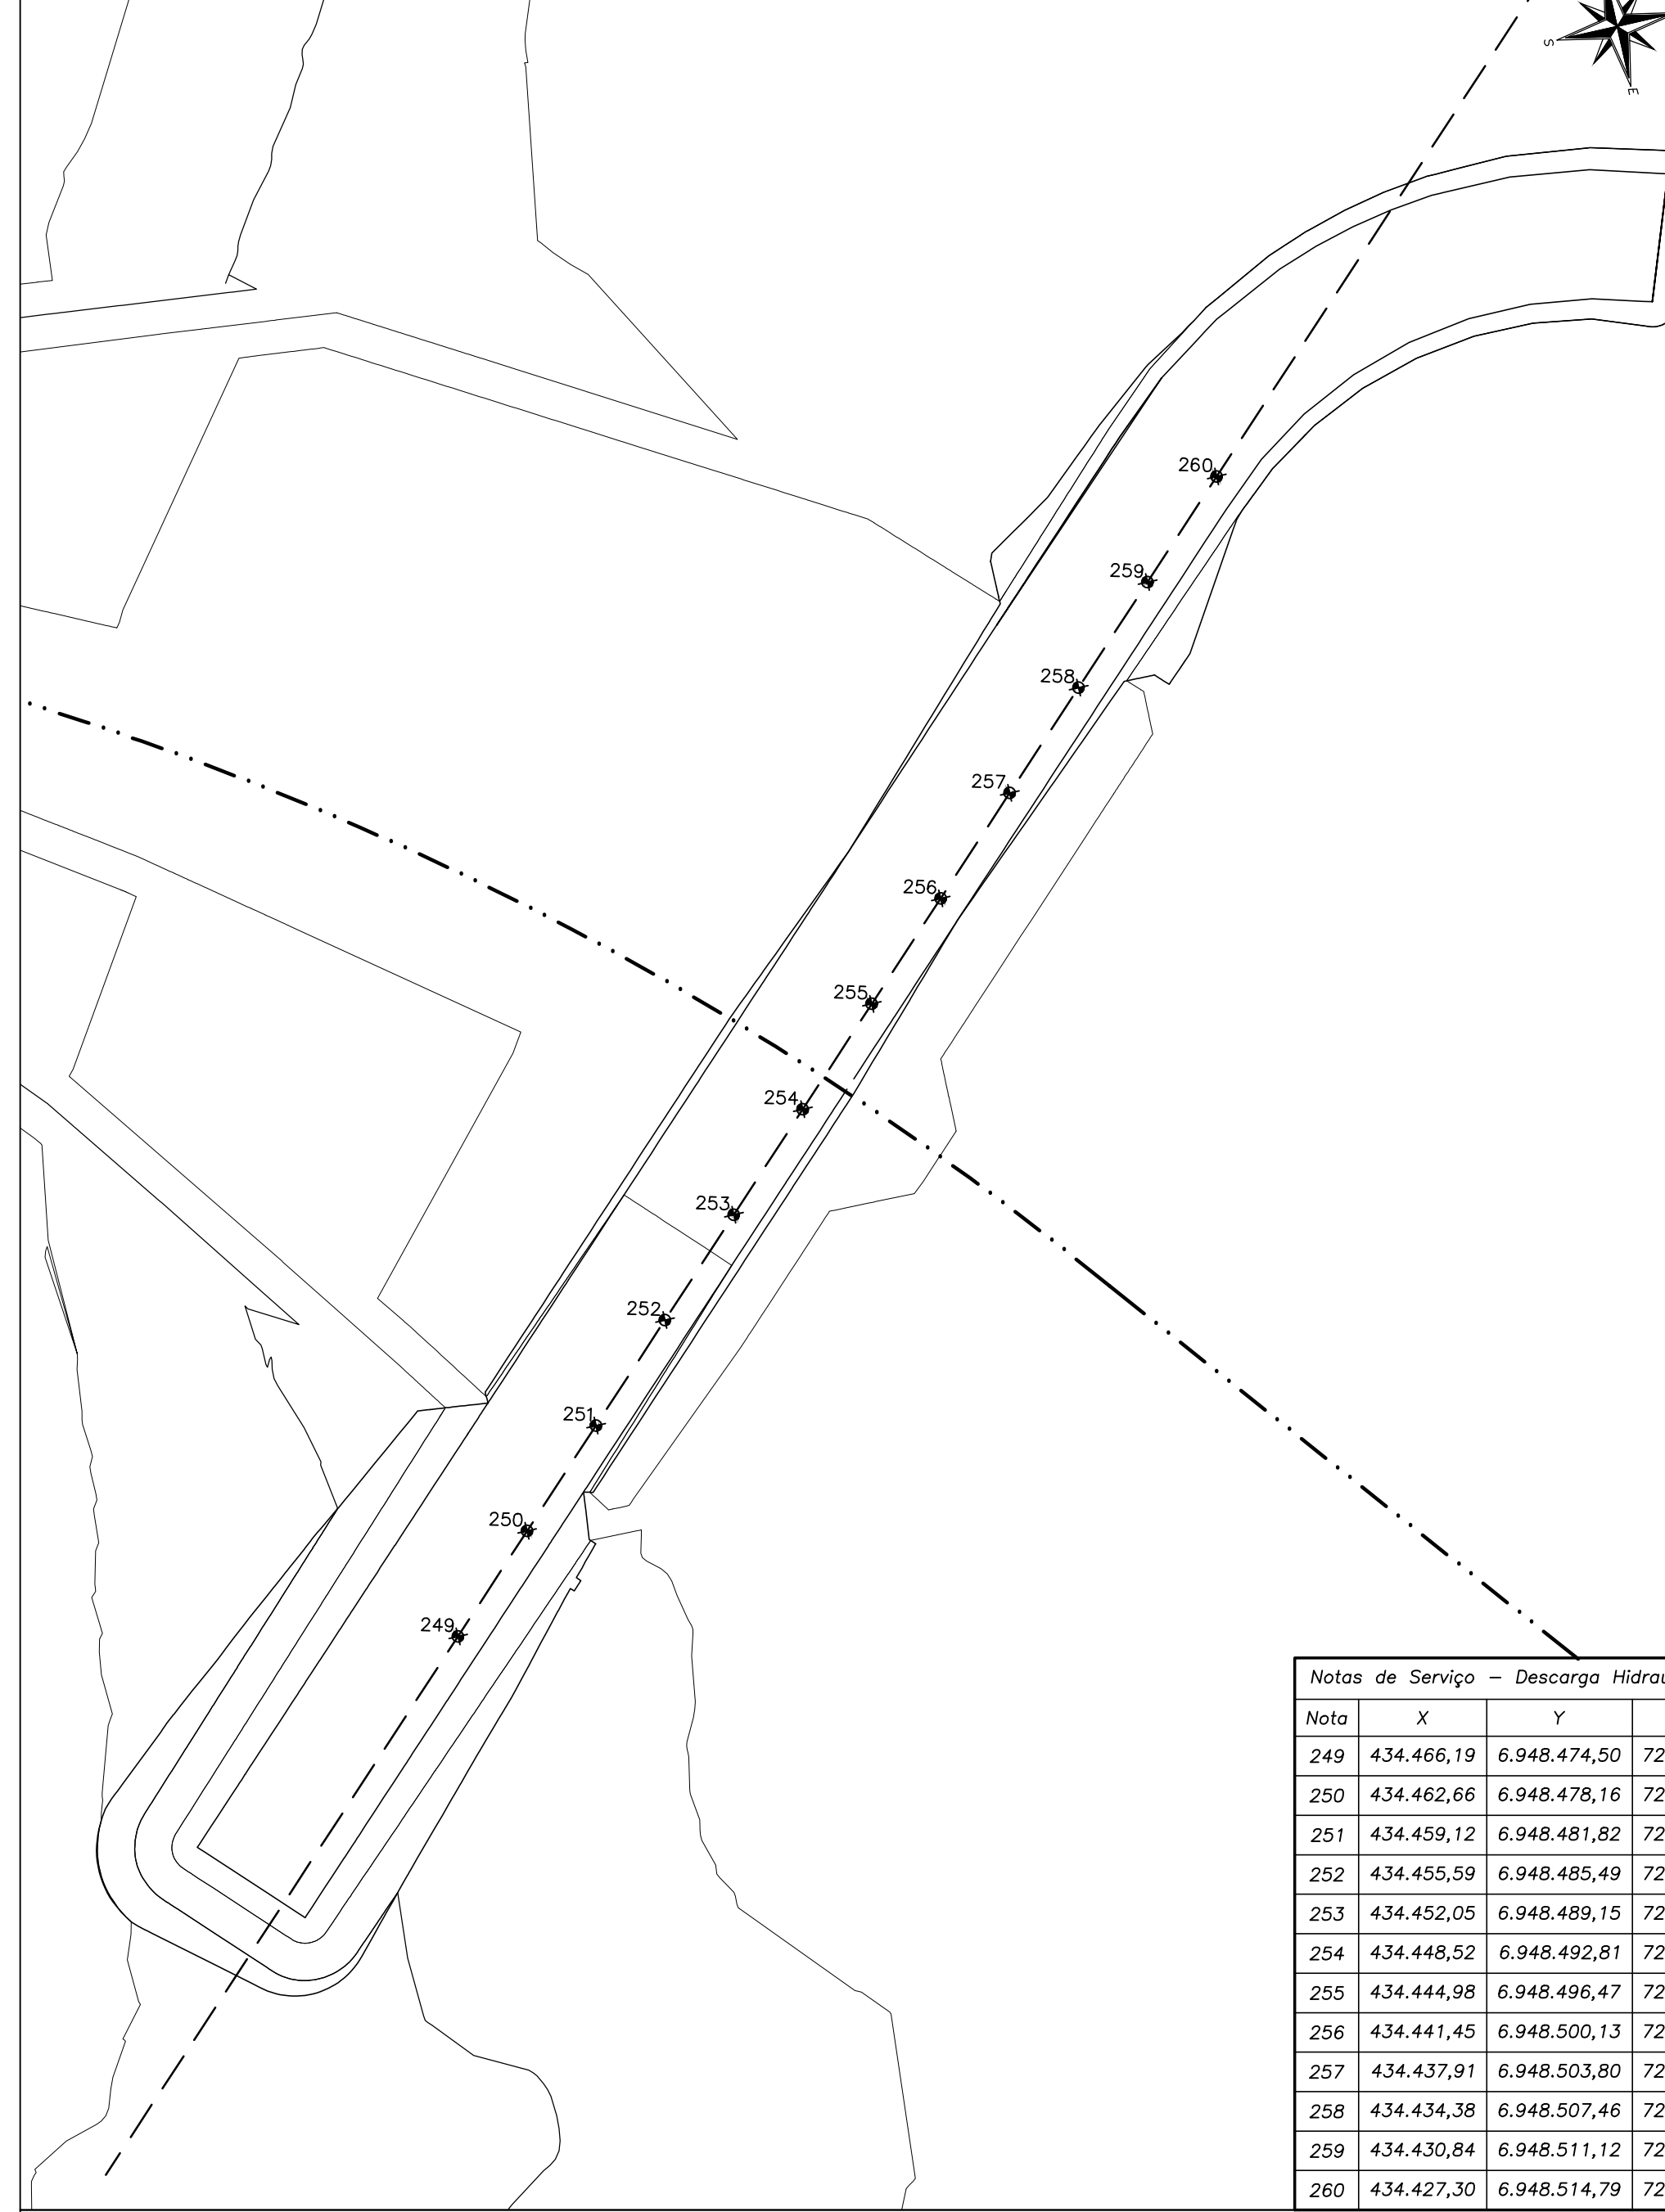 S
E
260
259
258
257
256
255
254
253
252
251
250
249
Notas de Serviço – Descarga
Nota X Y
249 434.466,19 6.948.474,50 72
250 434.462,66 6.948.478,16 72
251 434.459,12 6.948.481,82 72
252 434.455,59 6.948.485,49 72
253 434.452,05 6.948.489,15 72
254 434.448,52 6.948.492,81 72
255 434.444,98 6.948.496,47 72
256 434.441,45 6.948.500,13 72
257 434.437,91 6.948.503,80 72
258 434.434,38 6.948.507,46 72
259 434.430,84 6.948.511,12 72
260 434.427,30 6.948.514,79 72